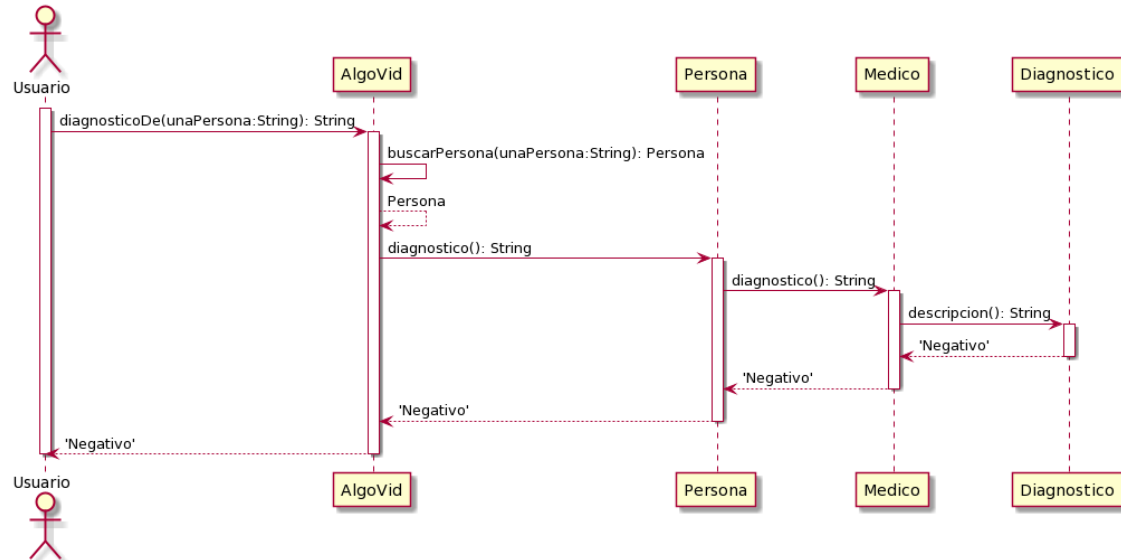 Usuario
AlgoVid
Persona
Medico
Diagnostico
diagnosticoDe(unaPersona:String): String
buscarPersona(unaPersona:String): Persona
Persona
diagnostico(): String
diagnostico(): String
descripcion(): String
'Negativo'
'Negativo'
'Negativo'
'Negativo'
Usuario
AlgoVid
Persona
Medico
Diagnostico